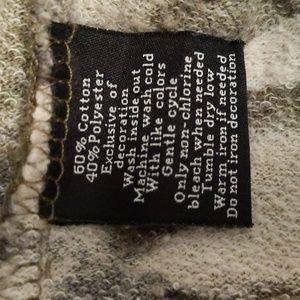 60% Cotton
40% Polyester
Exclusive of
decoration
Wash inside out
Machine wash cold
With like colors
Gentle cycle
Only non-chlorine
bleach when needed
Tumble dry low
Warm iron if needed
Do not iron decoration